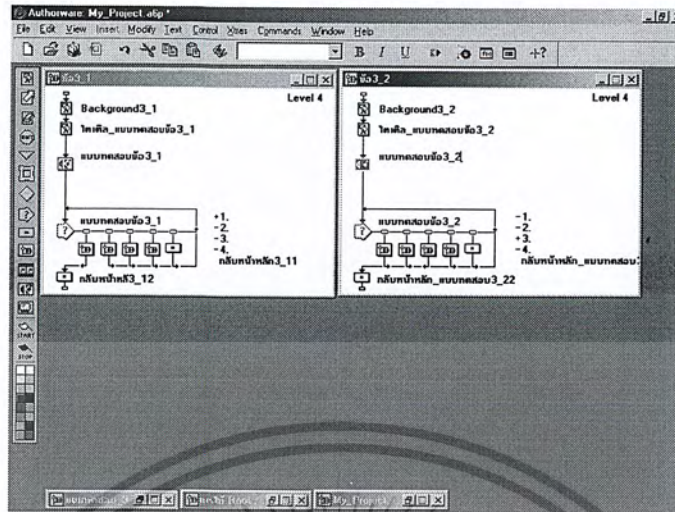 Authorware: My_Project.a6p *
File Edit View Insert Modify Text Control Xtras Commands Window Help
B I U
ข้อ3_1
Level 4
Background3_1
ไตเติล_แบบทดสอบข้อ3_1
แบบทดสอบข้อ3_1
แบบทดสอบข้อ3_1
+1.
-2.
-3.
-4.
กลับหน้าหลัก3_11
กลับหน้าหลั3_12
ข้อ3_2
Level 4
Background3_2
ไตเติล_แบบทดสอบข้อ3_2
แบบทดสอบข้อ3_2
แบบทดสอบข้อ3_2
-1.
-2.
+3.
-4.
กลับหน้าหลัก_แบบทดสอบ
กลับหน้าหลัก_แบบทดสอบ3_22
START
STOP
My_Project